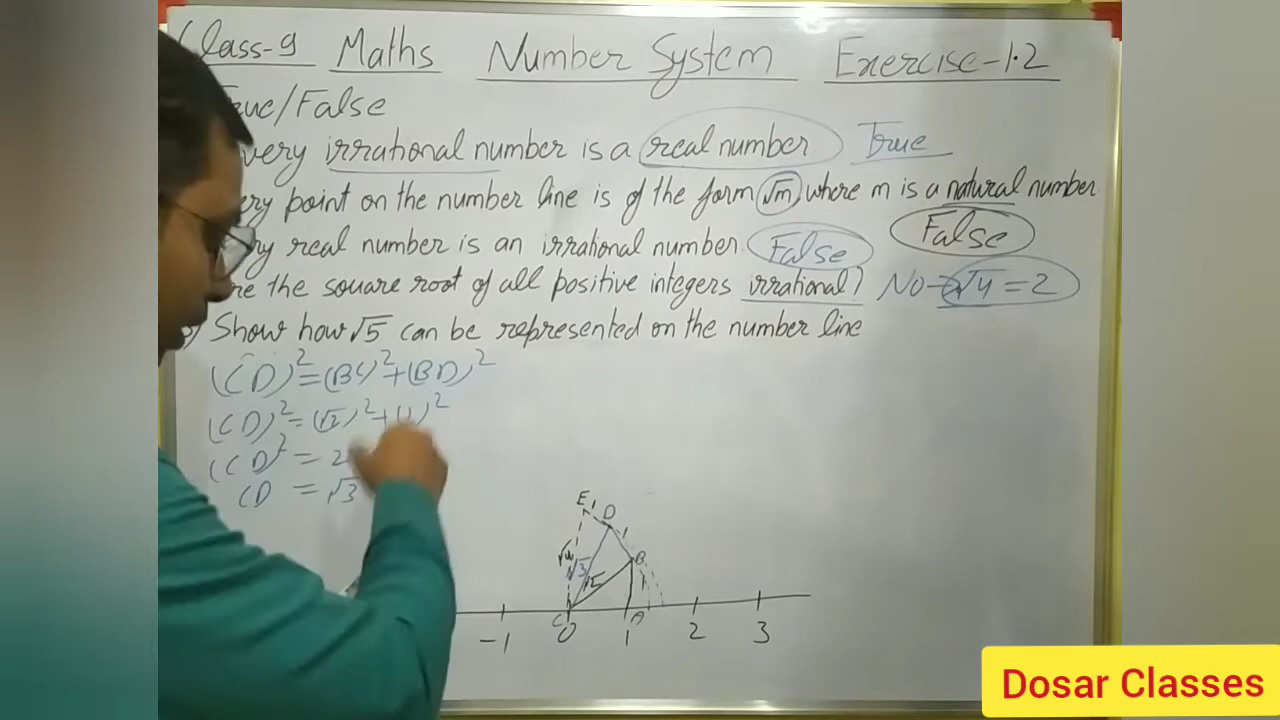 Class-9 Maths Number System Exercise-1.2
True/False
very irrational number is a real number True
ery point on the number line is of the form √m, where m is a natural number
ry real number is an irrational number. False False
re the square root of all positive integers irrational? No √4=2
) Show how √5 can be represented on the number line
(CD)²=(BC)²+(BD)²
(CD)²=(√2)²+(1)²
(CD)² = 2
CD = √3
E 1 D 1
√4 √3 √2 B 1
C A
-1 0 1 2 3
Dosar Classes